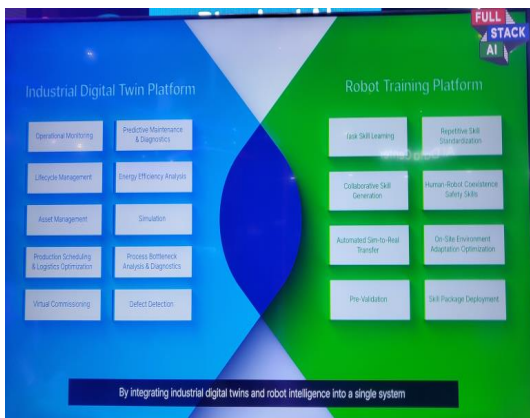 FULL
STACK
AI
Industrial Digital Twin Platform
Operational Monitoring
Predictive Maintenance
& Diagnostics
Lifecycle Management
Energy Efficiency Analysis
Asset Management
Simulation
Production Scheduling
& Logistics Optimization
Process Bottleneck
Analysis & Diagnostics
Virtual Commissioning
Defect Detection
Robot Training Platform
Task Skill Learning
Repetitive Skill
Standardization
Collaborative Skill
Generation
Human-Robot Coexistence
Safety Skills
Automated Sim-to-Real
Transfer
On-Site Environment
Adaptation Optimization
Pre-Validation
Skill Package Deployment
By integrating industrial digital twins and robot intelligence into a single system